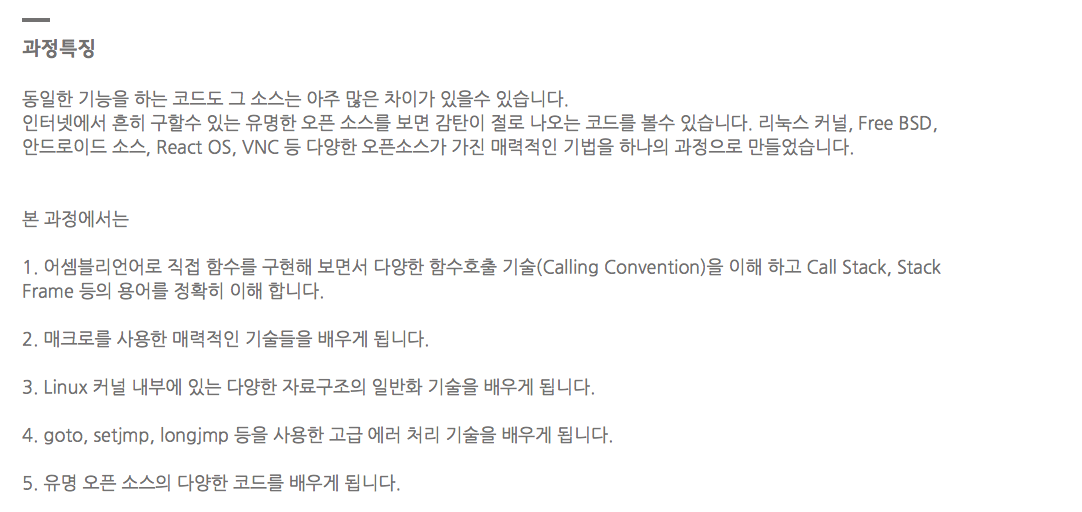 과정특징
동일한 기능을 하는 코드도 그 소스는 아주 많은 차이가 있을수 있습니다.
인터넷에서 흔히 구할수 있는 유명한 오픈 소스를 보면 감탄이 절로 나오는 코드를 볼수 있습니다. 리눅스 커널, Free BSD,
안드로이드 소스, React OS, VNC 등 다양한 오픈소스가 가진 매력적인 기법을 하나의 과정으로 만들었습니다.
본 과정에서는
1. 어셈블리언어로 직접 함수를 구현해 보면서 다양한 함수호출 기술(Calling Convention)을 이해 하고 Call Stack, Stack
Frame 등의 용어를 정확히 이해 합니다.
2. 매크로를 사용한 매력적인 기술들을 배우게 됩니다.
3. Linux 커널 내부에 있는 다양한 자료구조의 일반화 기술을 배우게 됩니다.
4. goto, setjmp, longjmp 등을 사용한 고급 에러 처리 기술을 배우게 됩니다.
5. 유명 오픈 소스의 다양한 코드를 배우게 됩니다.